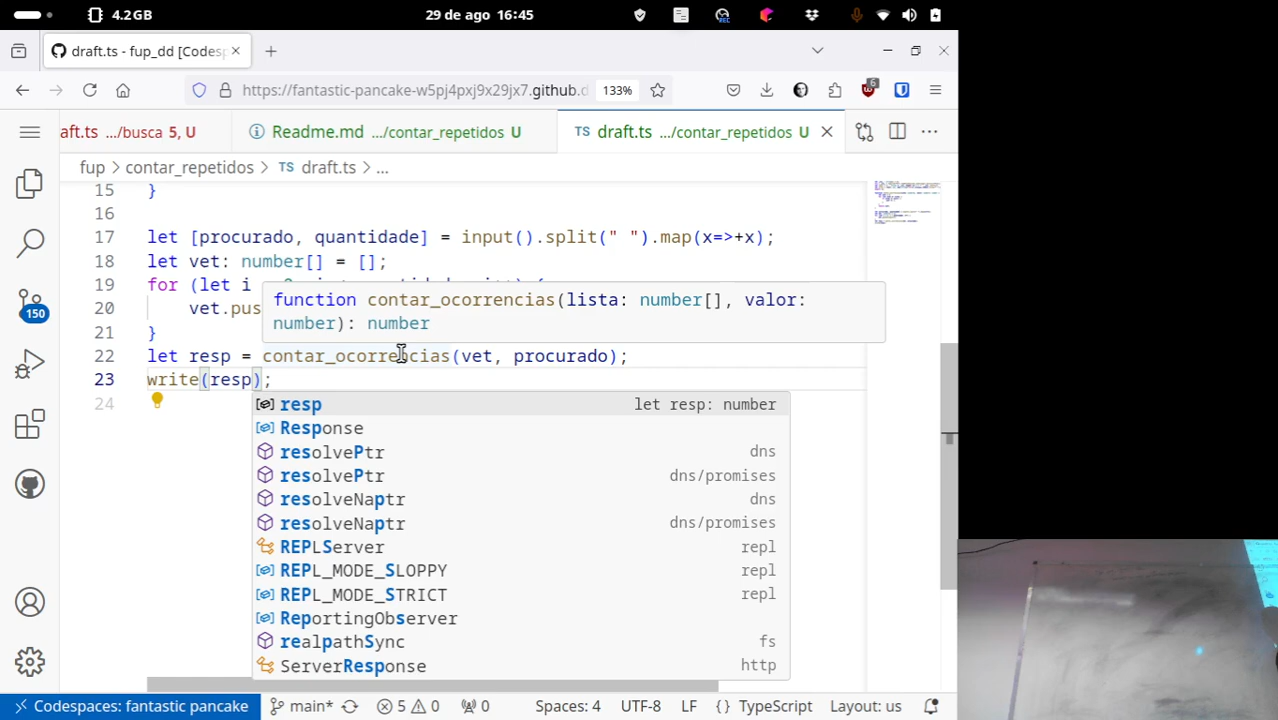 4.2GB 29 de ago 16:45 REC
draft.ts - fup_dd [Codesp
https://fantastic-pancake-w5pj4pxj9x29jx7.github.d 133% 6
aft.ts .../busca 5, U Readme.md .../contar_repetidos U TS draft.ts .../contar_repetidos U
fup > contar_repetidos > TS draft.ts > ...
15 }
16
17 let [procurado, quantidade] = input().split(" ").map(x=>+x);
18 let vet: number[] = [];
19 for (let i
function contar_ocorrencias(lista: number[], valor:
number): number
20 vet.pus
21 }
22 let resp = contar_ocorrencias(vet, procurado);
23 write(resp);
24
resp let resp: number
Response
resolvePtr dns
resolvePtr dns/promises
resolveNaptr dns
resolveNaptr dns/promises
REPLServer repl
REPL_MODE_SLOPPY repl
REPL_MODE_STRICT repl
ReportingObserver
realpathSync fs
ServerResponse http
150
Codespaces: fantastic pancake main* 5 0 0 Spaces: 4 UTF-8 LF {} TypeScript Layout: us